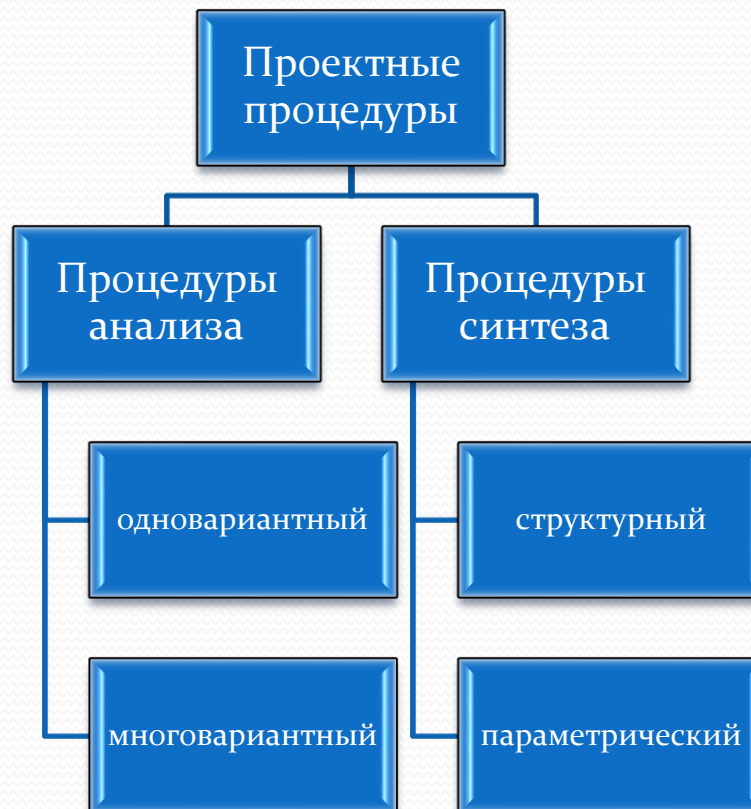 Проектные
процедуры
Процедуры
анализа
Процедуры
синтеза
одновариантный
структурный
многовариантный
параметрический